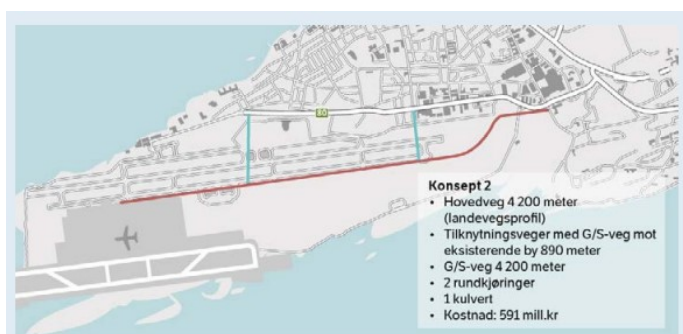 80
Konsept 2
• Hovedveg 4 200 meter
(landevegsprofil)
• Tilknytningsveger med G/S-veg mot
eksisterende by 890 meter
• G/S-veg 4 200 meter
• 2 rundkjøringer
• 1 kulvert
• Kostnad: 591 mill.kr